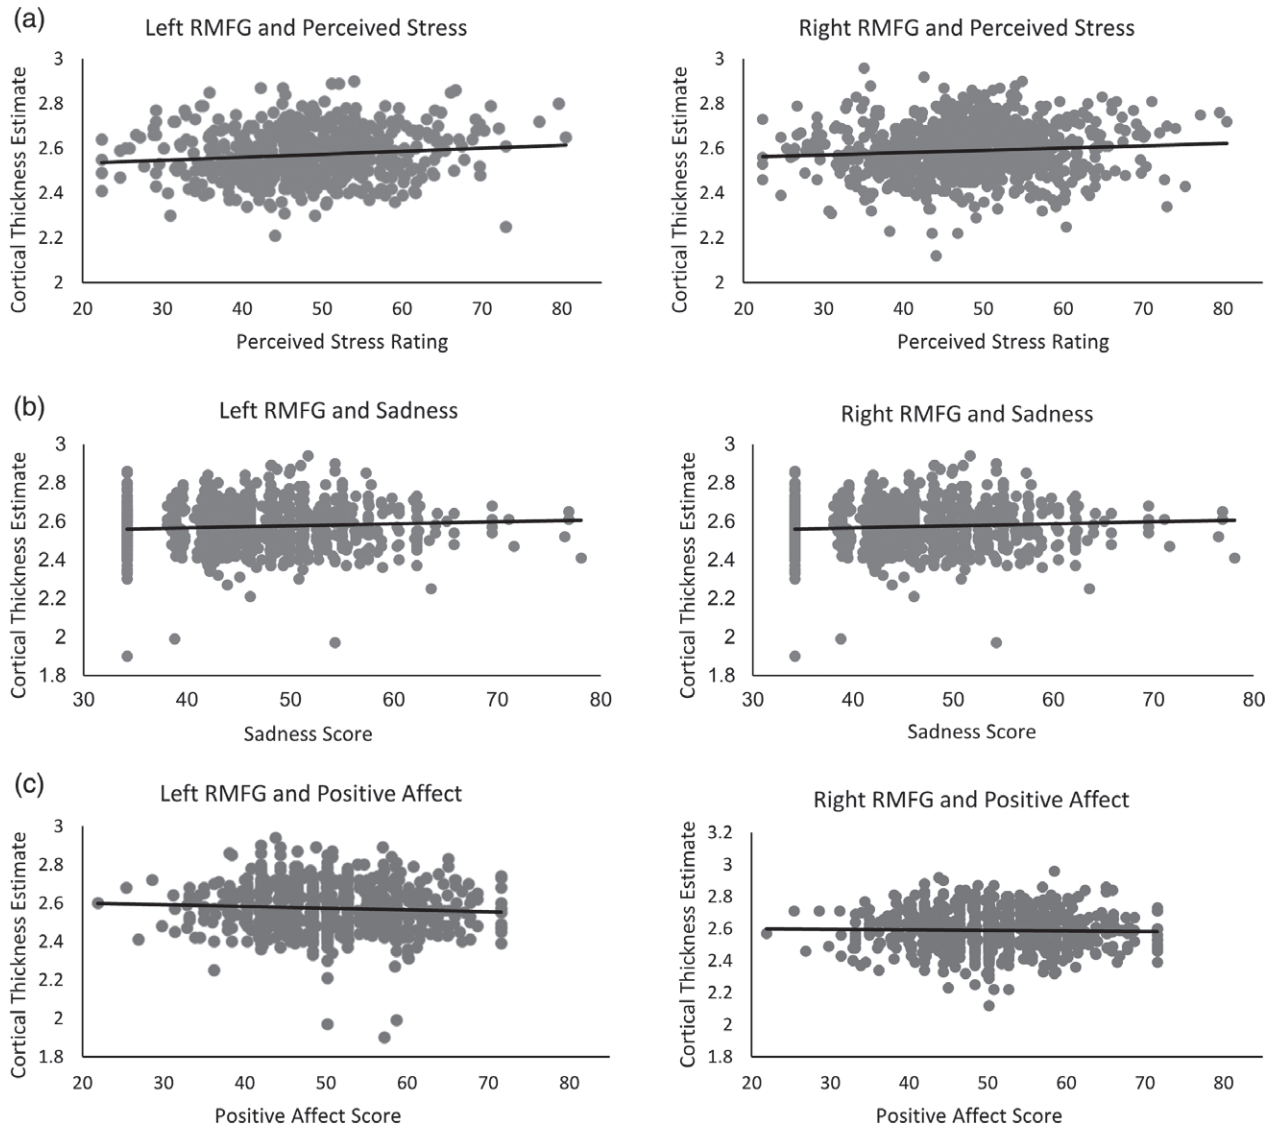 (a)
Left RMFG and Perceived Stress
Right RMFG and Perceived Stress
Cortical Thickness Estimate
3
2.8
2.6
2.4
2.2
2
20 30 40 50 60 70 80
Perceived Stress Rating
Cortical Thickness Estimate
3
2.8
2.6
2.4
2.2
2
20 30 40 50 60 70 80
Perceived Stress Rating
(b)
Left RMFG and Sadness
Right RMFG and Sadness
Cortical Thickness Estimate
3
2.8
2.6
2.4
2.2
2
1.8
30 40 50 60 70 80
Sadness Score
Cortical Thickness Estimate
3
2.8
2.6
2.4
2.2
2
1.8
30 40 50 60 70 80
Sadness Score
(c)
Left RMFG and Positive Affect
Right RMFG and Positive Affect
Cortical Thickness Estimate
3
2.8
2.6
2.4
2.2
2
1.8
20 30 40 50 60 70 80
Positive Affect Score
Cortical Thickness Estimate
3.2
3
2.8
2.6
2.4
2.2
2
1.8
20 30 40 50 60 70 80
Positive Affect Score